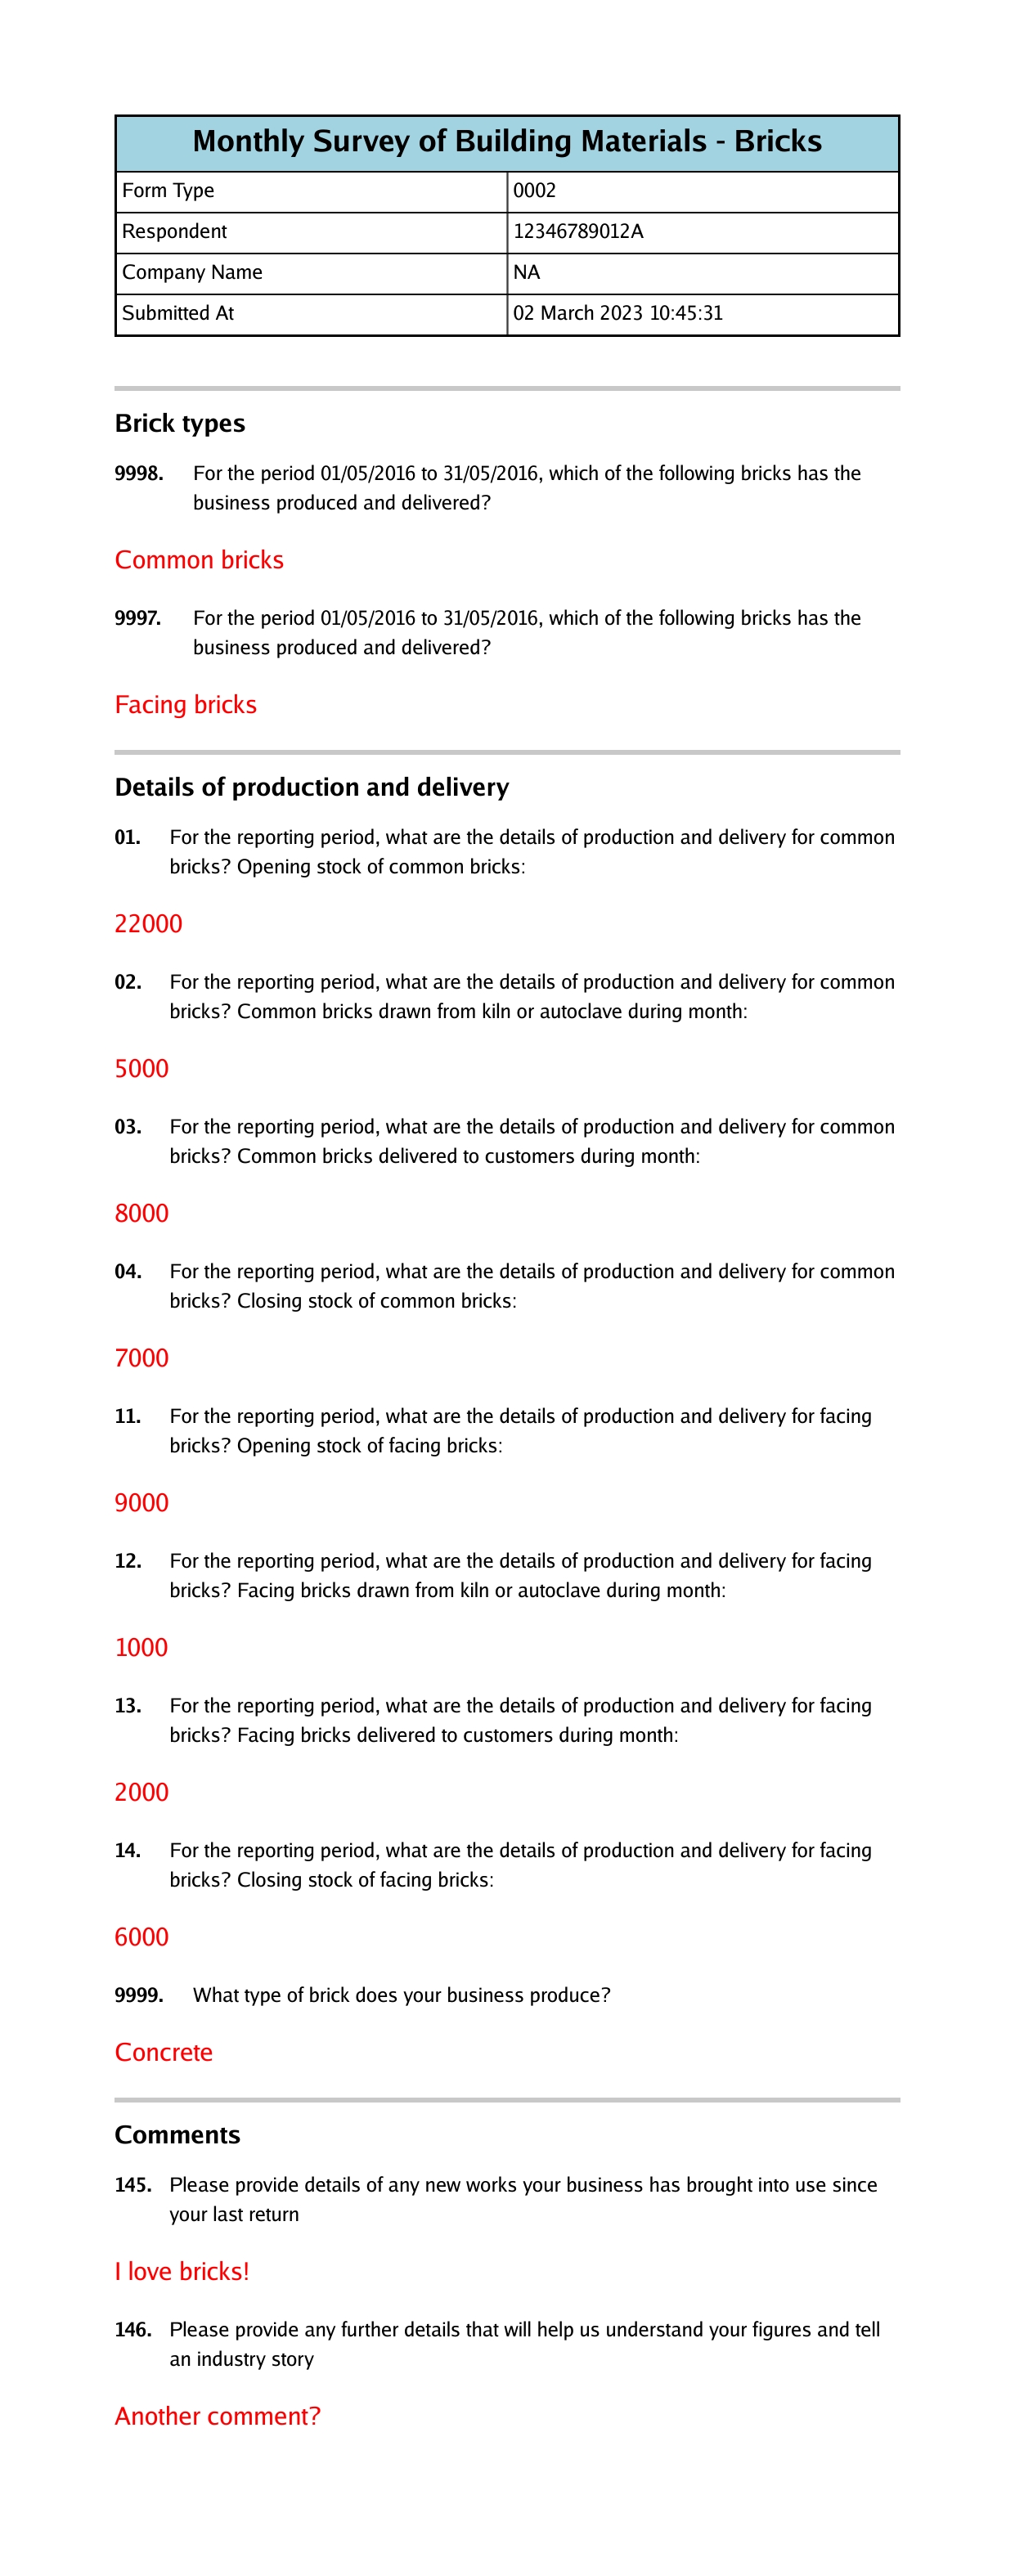 Monthly Survey of Building Materials - Bricks
Form Type 0002
Respondent 12346789012A
Company Name NA
Submitted At 02 March 2023 10:45:31
Brick types
9998. For the period 01/05/2016 to 31/05/2016, which of the following bricks has the
business produced and delivered?
Common bricks
9997. For the period 01/05/2016 to 31/05/2016, which of the following bricks has the
business produced and delivered?
Facing bricks
Details of production and delivery
01. For the reporting period, what are the details of production and delivery for common
bricks? Opening stock of common bricks:
22000
02. For the reporting period, what are the details of production and delivery for common
bricks? Common bricks drawn from kiln or autoclave during month:
5000
03. For the reporting period, what are the details of production and delivery for common
bricks? Common bricks delivered to customers during month:
8000
04. For the reporting period, what are the details of production and delivery for common
bricks? Closing stock of common bricks:
7000
11. For the reporting period, what are the details of production and delivery for facing
bricks? Opening stock of facing bricks:
9000
12. For the reporting period, what are the details of production and delivery for facing
bricks? Facing bricks drawn from kiln or autoclave during month:
1000
13. For the reporting period, what are the details of production and delivery for facing
bricks? Facing bricks delivered to customers during month:
2000
14. For the reporting period, what are the details of production and delivery for facing
bricks? Closing stock of facing bricks:
6000
9999. What type of brick does your business produce?
Concrete
Comments
145. Please provide details of any new works your business has brought into use since
your last return
I love bricks!
146. Please provide any further details that will help us understand your figures and tell
an industry story
Another comment?